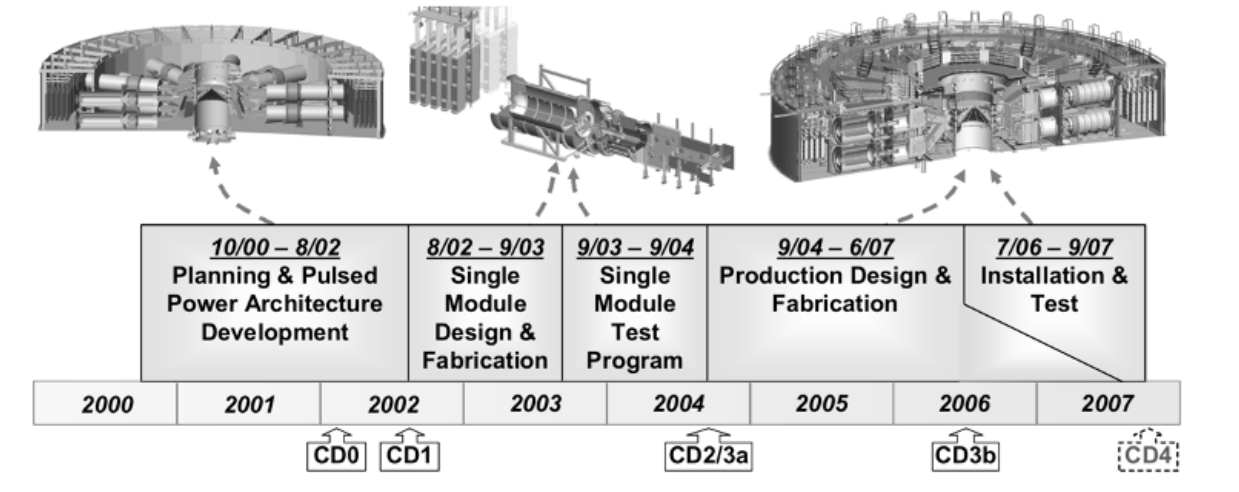 10/00 – 8/02
Planning & Pulsed
Power Architecture
Development
8/02 – 9/03
Single
Module
Design &
Fabrication
9/03 – 9/04
Single
Module
Test
Program
9/04 – 6/07
Production Design &
Fabrication
7/06 – 9/07
Installation &
Test
2000 2001 2002 2003 2004 2005 2006 2007
CD0 CD1 CD2/3a CD3b CD4